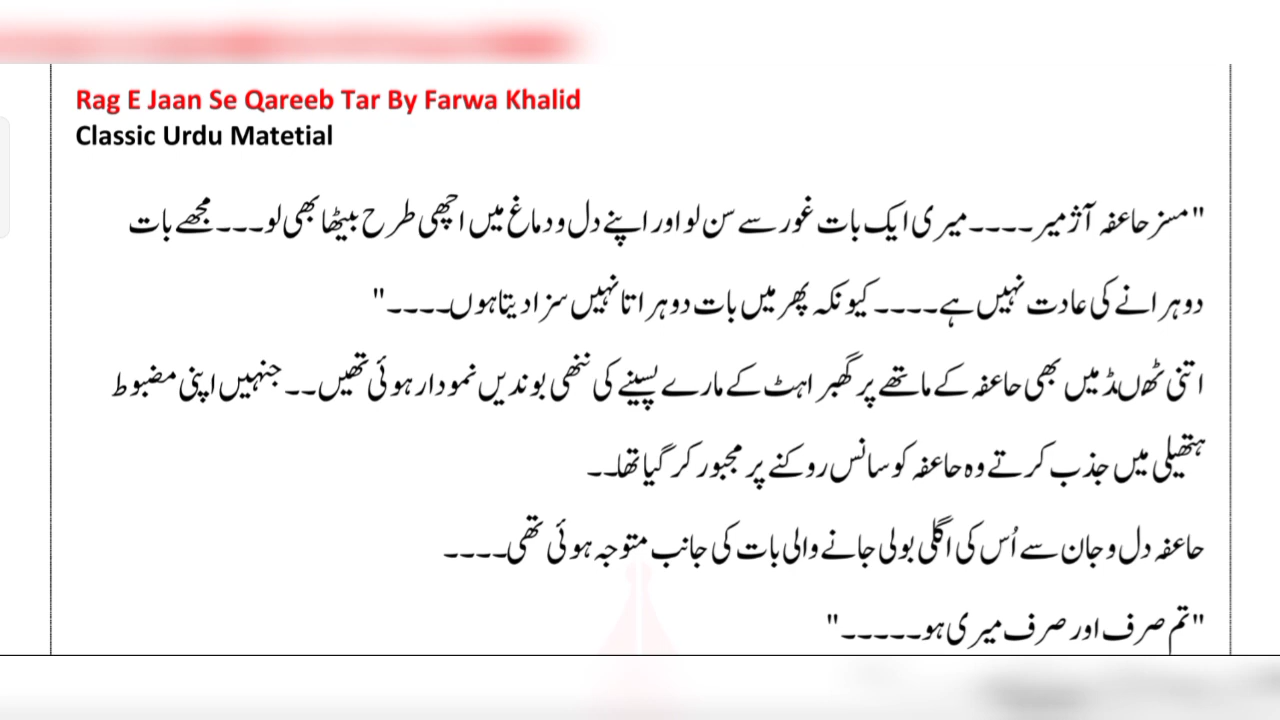 Rag E Jaan Se Qareeb Tar By Farwa Khalid
Classic Urdu Matetial
"مسز حاعفہ آژمیر۔۔۔۔میری ایک بات غور سے سن لو اور اپنے دل و دماغ میں اچھی طرح بیٹھا بھی لو۔۔۔مجھے بات
دوہرانے کی عادت نہیں ہے۔۔۔۔کیونکہ پھر میں بات دوہراتا نہیں سزا دیتا ہوں۔۔۔۔"
اتنی ٹھںڈ میں بھی حاعفہ کے ماتھے پر گھبراہٹ کے مارے پسینے کی ننھی بوندیں نمودار ہوئی تھیں۔۔جنہیں اپنی مضبوط
ہتھیلی میں جذب کرتے وہ حاعفہ کو سانس روکنے پر مجبور کر گیا تھا۔۔
حاعفہ دل و جان سے اُس کی اگلی بولی جانے والی بات کی جانب متوجہ ہوئی تھی۔۔۔۔
"تم صرف اور صرف میری ہو۔۔۔۔۔"